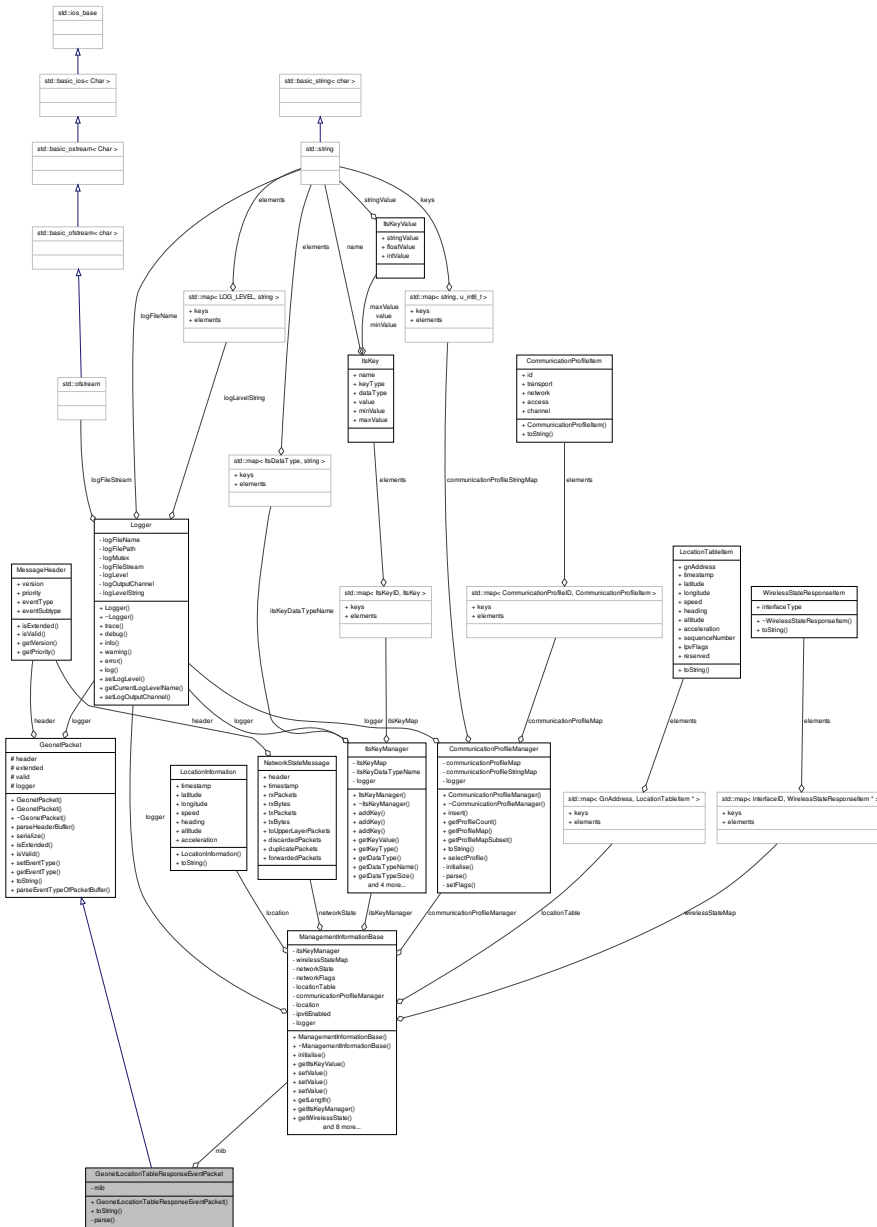 std::ios_base
std::basic_ios< Char >
std::basic_string< char >
std::basic_ostream< Char >
std::string
std::basic_ofstream< char >
elements
stringValue
keys
ItsKeyValue
+ stringValue
+ floatValue
+ intValue
elements
name
std::map< LOG_LEVEL, string >
+ keys
+ elements
std::map< string, u_int8_t >
+ keys
+ elements
logFileName
maxValue
value
minValue
std::ofstream
ItsKey
+ name
+ keyType
+ dataType
+ value
+ minValue
+ maxValue
CommunicationProfileItem
+ id
+ transport
+ network
+ access
+ channel
+ CommunicationProfileItem()
+ toString()
logLevelString
std::map< ItsDataType, string >
+ keys
+ elements
logFileStream
elements
communicationProfileStringMap
elements
Logger
- logFileName
- logFilePath
- logMutex
- logFileStream
- logLevel
- logOutputChannel
- logLevelString
+ Logger()
+ ~Logger()
+ trace()
+ debug()
+ info()
+ warning()
+ error()
+ log()
+ setLogLevel()
+ getCurrentLogLevelName()
+ setLogOutputChannel()
MessageHeader
+ version
+ priority
+ eventType
+ eventSubtype
+ isExtended()
+ isValid()
+ getVersion()
+ getPriority()
LocationTableItem
+ gnAddress
+ timestamp
+ latitude
+ longitude
+ speed
+ heading
+ altitude
+ acceleration
+ sequenceNumber
+ lpvFlags
+ reserved
+ toString()
WirelessStateResponseItem
+ interfaceType
+ ~WirelessStateResponseItem()
+ toString()
itsKeyDataTypeName
std::map< ItsKeyID, ItsKey >
+ keys
+ elements
std::map< CommunicationProfileID, CommunicationProfileItem >
+ keys
+ elements
header
logger
header
logger
logger
itsKeyMap
communicationProfileMap
elements
elements
GeonetPacket
# header
# extended
# valid
# logger
+ GeonetPacket()
+ GeonetPacket()
+ ~GeonetPacket()
+ parseHeaderBuffer()
+ serialize()
+ isExtended()
+ isValid()
+ setEventType()
+ getEventType()
+ toString()
+ parseEventTypeOfPacketBuffer()
logger
LocationInformation
+ timestamp
+ latitude
+ longitude
+ speed
+ heading
+ altitude
+ acceleration
+ LocationInformation()
+ toString()
NetworkStateMessage
+ header
+ timestamp
+ rxPackets
+ rxBytes
+ txPackets
+ txBytes
+ toUpperLayerPackets
+ discardedPackets
+ duplicatePackets
+ forwardedPackets
ItsKeyManager
- itsKeyMap
- itsKeyDataTypeName
- logger
+ ItsKeyManager()
+ ~ItsKeyManager()
+ addKey()
+ addKey()
+ addKey()
+ getKeyValue()
+ getKeyType()
+ getDataType()
+ getDataTypeName()
+ getDataTypeSize()
and 4 more...
CommunicationProfileManager
- communicationProfileMap
- communicationProfileStringMap
- logger
+ CommunicationProfileManager()
+ ~CommunicationProfileManager()
+ insert()
+ getProfileCount()
+ getProfileMap()
+ getProfileMapSubset()
+ toString()
+ selectProfile()
- initialise()
- parse()
- setFlags()
std::map< GnAddress, LocationTableItem * >
+ keys
+ elements
std::map< InterfaceID, WirelessStateResponseItem * >
+ keys
+ elements
location
networkState
itsKeyManager
communicationProfileManager
locationTable
wirelessStateMap
ManagementInformationBase
- itsKeyManager
- wirelessStateMap
- networkState
- networkFlags
- locationTable
- communicationProfileManager
- location
- ipv6Enabled
- logger
+ ManagementInformationBase()
+ ~ManagementInformationBase()
+ initialise()
+ getItsKeyValue()
+ setValue()
+ setValue()
+ setValue()
+ getLength()
+ getItsKeyManager()
+ getWirelessState()
and 8 more...
mib
GeonetLocationTableResponseEventPacket
- mib
+ GeonetLocationTableResponseEventPacket()
+ toString()
- parse()